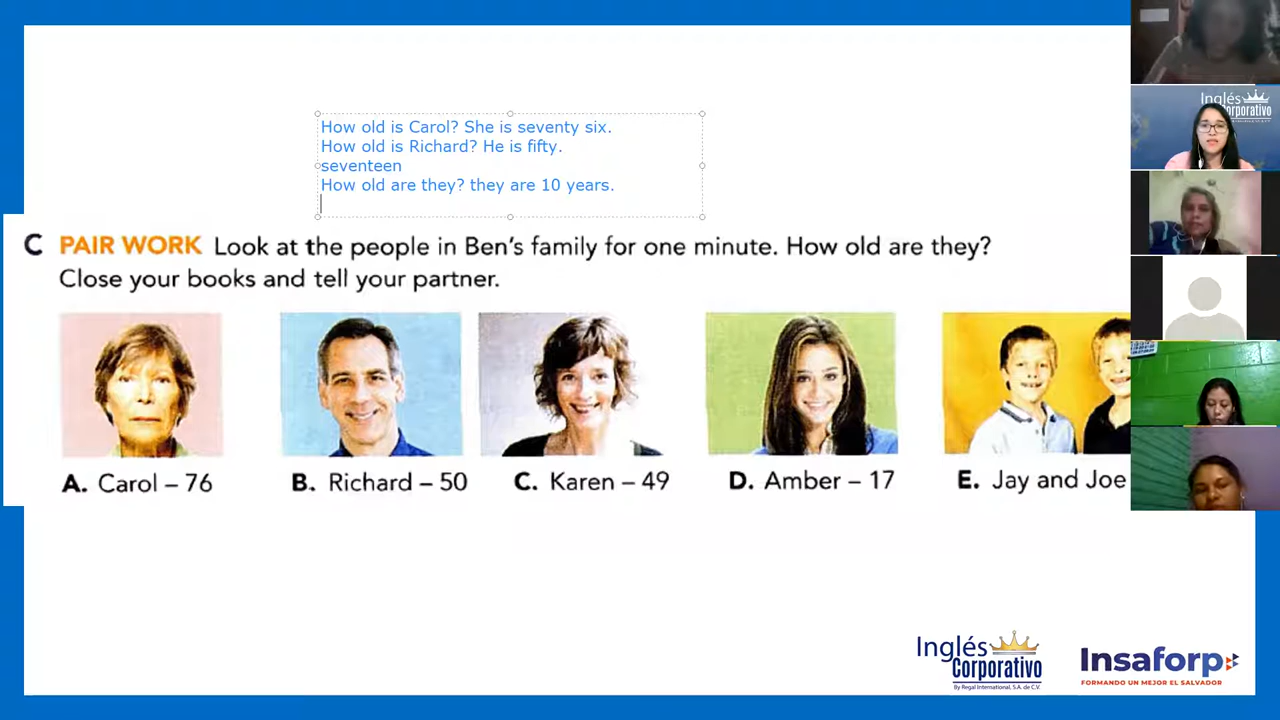 How old is Carol? She is seventy six.
How old is Richard? He is fifty.
seventeen
How old are they? they are 10 years.
C PAIR WORK Look at the people in Ben's family for one minute. How old are they?
Close your books and tell your partner.
A. Carol – 76
B. Richard – 50
C. Karen – 49
D. Amber – 17
E. Jay and Joe
Inglés
Corporativo
Inglés
Corporativo
By Regal International, S.A. de C.V.
Insaforp
FORMANDO UN MEJOR EL SALVADOR